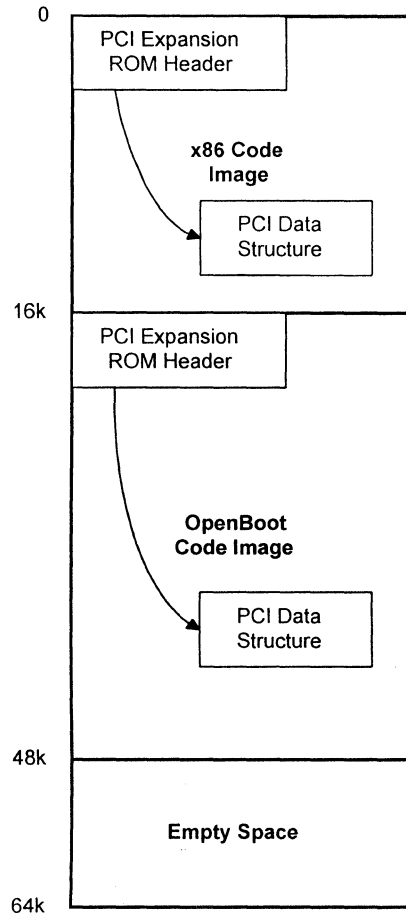 0
PCI Expansion
ROM Header
x86 Code
Image
PCI Data
Structure
16k
PCI Expansion
ROM Header
OpenBoot
Code Image
PCI Data
Structure
48k
Empty Space
64k